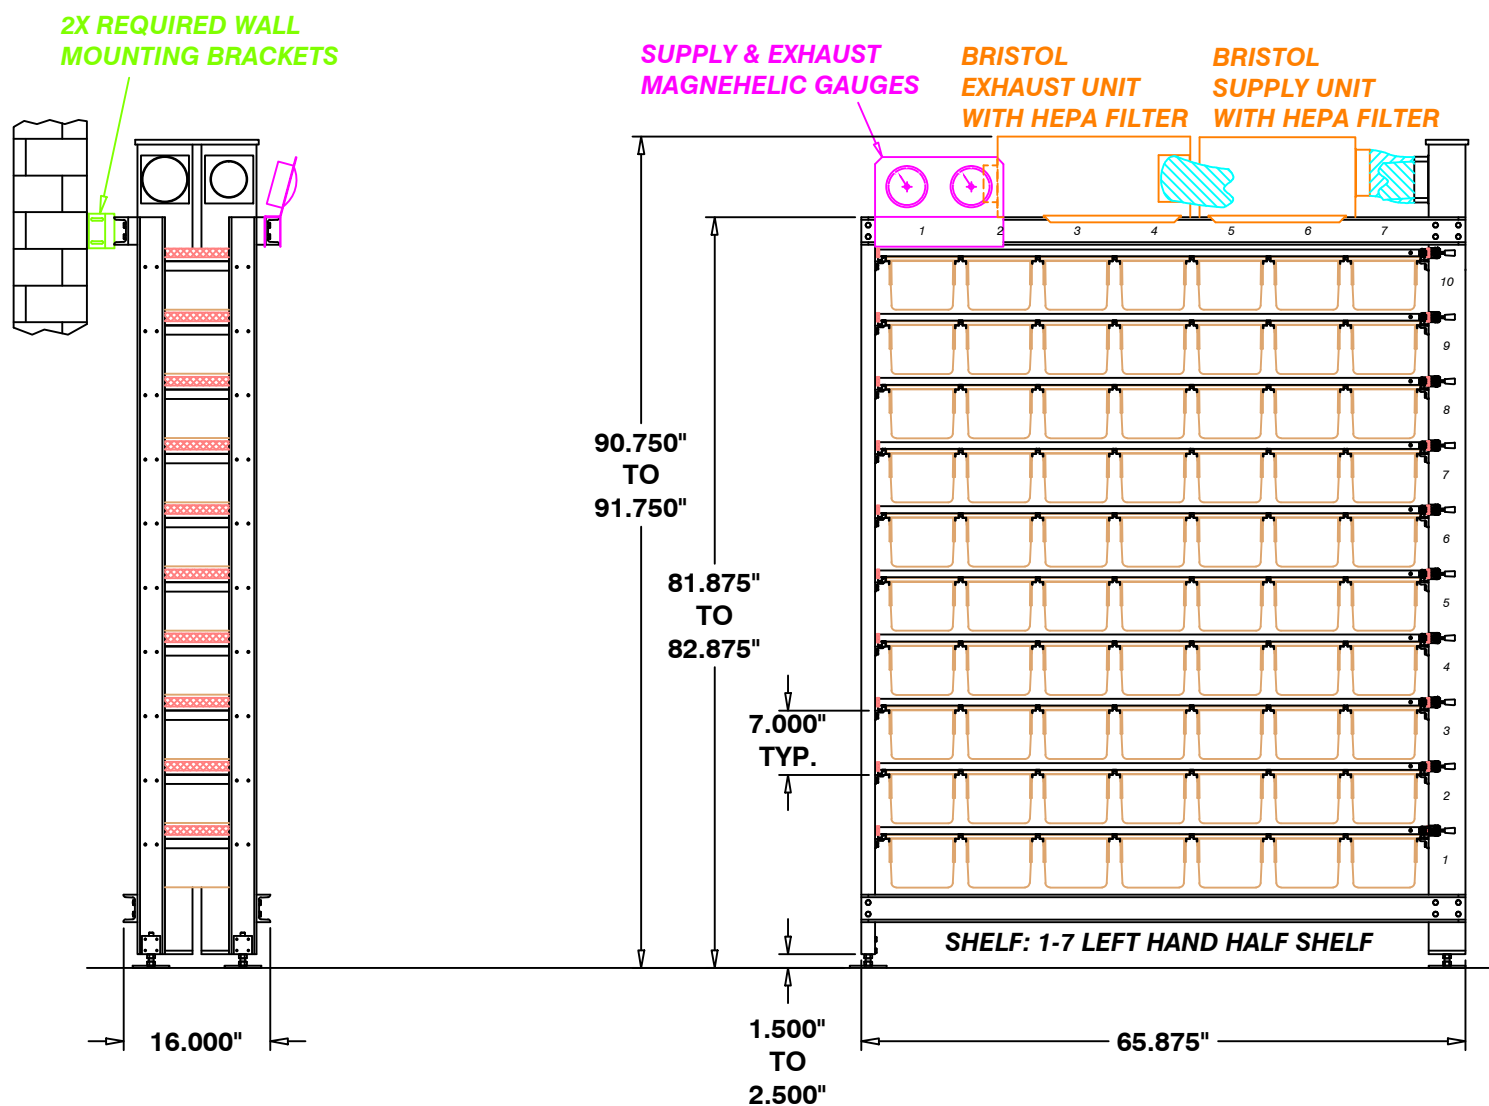 2X REQUIRED WALL
MOUNTING BRACKETS
SUPPLY & EXHAUST
MAGNEHELIC GAUGES
BRISTOL
EXHAUST UNIT
WITH HEPA FILTER
BRISTOL
SUPPLY UNIT
WITH HEPA FILTER
1 2 3 4 5 6 7
10
9
8
7
6
5
4
3
2
1
90.750"
TO
91.750"
81.875"
TO
82.875"
7.000"
TYP.
SHELF: 1-7 LEFT HAND HALF SHELF
16.000"
1.500"
TO
2.500"
65.875"